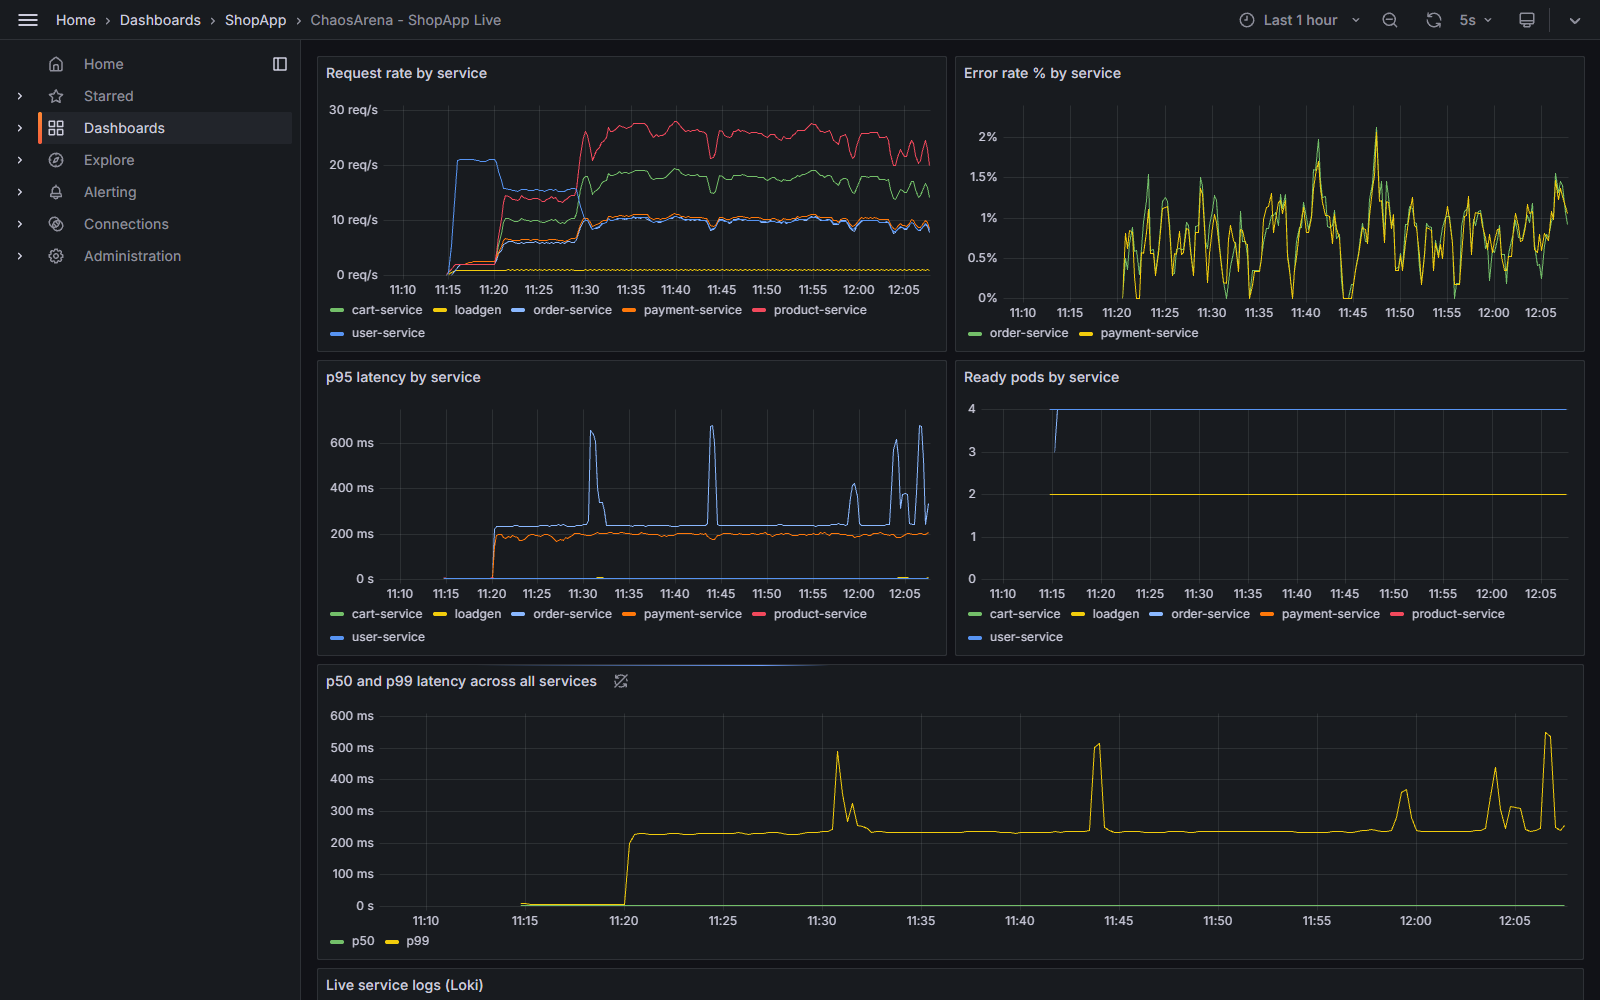 Home › Dashboards › ShopApp › ChaosArena - ShopApp Live
Last 1 hour
5s
Home
Starred
Dashboards
Explore
Alerting
Connections
Administration
Request rate by service
30 req/s
20 req/s
10 req/s
0 req/s
11:10 11:15 11:20 11:25 11:30 11:35 11:40 11:45 11:50 11:55 12:00 12:05
cart-service loadgen order-service payment-service product-service
user-service
Error rate % by service
2%
1.5%
1%
0.5%
0%
11:10 11:15 11:20 11:25 11:30 11:35 11:40 11:45 11:50 11:55 12:00 12:05
order-service payment-service
p95 latency by service
600 ms
400 ms
200 ms
0 s
11:10 11:15 11:20 11:25 11:30 11:35 11:40 11:45 11:50 11:55 12:00 12:05
cart-service loadgen order-service payment-service product-service
user-service
Ready pods by service
4
3
2
1
0
11:10 11:15 11:20 11:25 11:30 11:35 11:40 11:45 11:50 11:55 12:00 12:05
cart-service loadgen order-service payment-service product-service
user-service
p50 and p99 latency across all services
600 ms
500 ms
400 ms
300 ms
200 ms
100 ms
0 s
11:10 11:15 11:20 11:25 11:30 11:35 11:40 11:45 11:50 11:55 12:00 12:05
p50 p99
Live service logs (Loki)